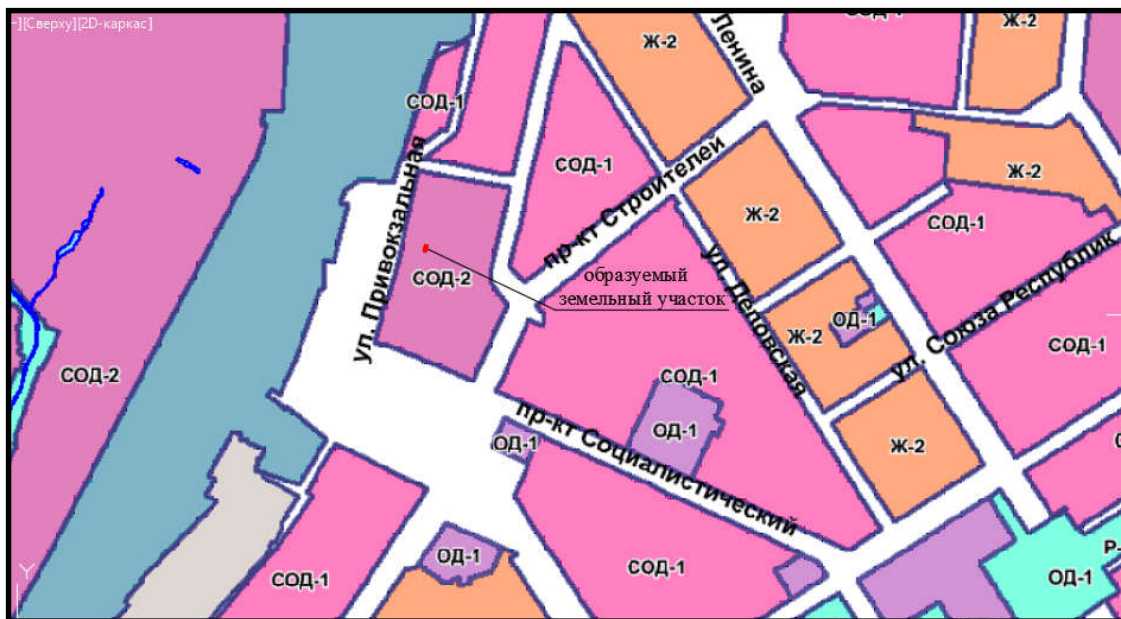 -][Сверху][2D-каркас]
СОД-1
Ж-2
Ж-2
ул. Ленина
СОД-1
СОД-1
Ж-2
ул. Привокзальная
пр-кт Строителей
Ж-2
СОД-1
СОД-2
образуемый
земельный участок
ул. Деповская
Ж-2
ОД-1
ул. Союза Республик
СОД-1
СОД-2
СОД-1
пр-кт Социалистический
ОД-1
ОД-1
Ж-2
ОД-1
СОД-1
СОД-1
ОД-1
Р-
Y